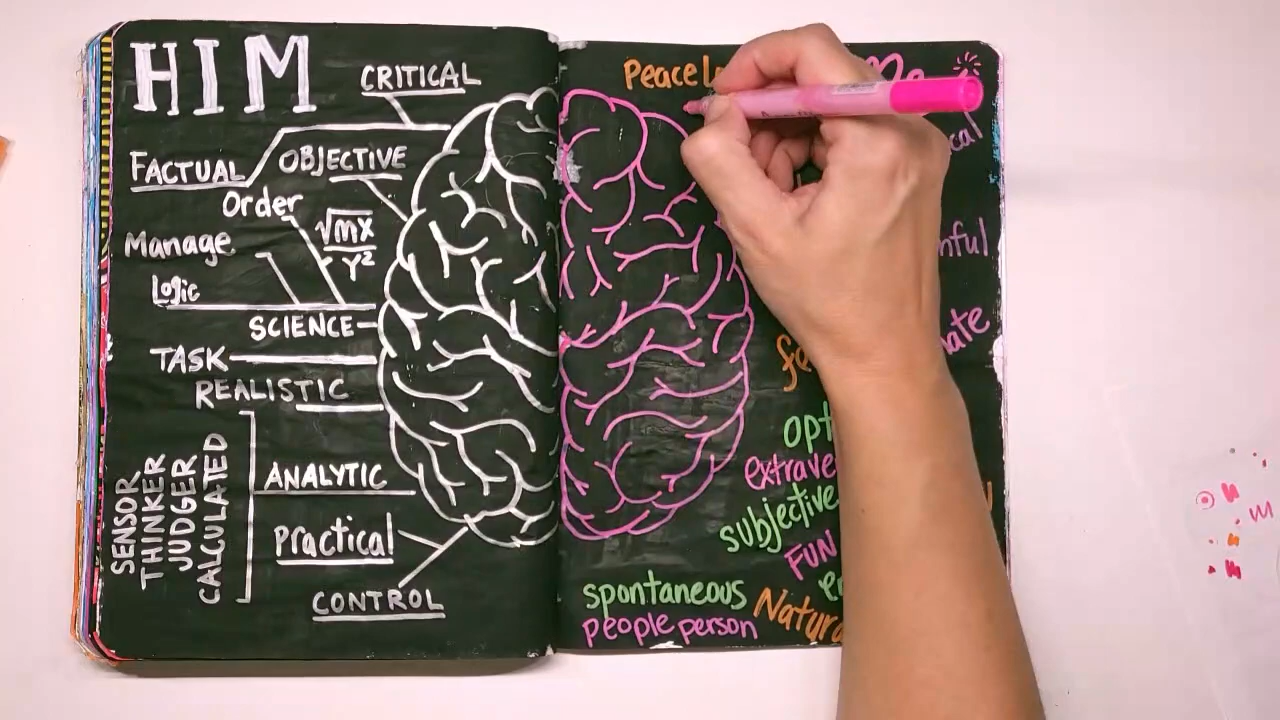 HIM
CRITICAL
FACTUAL
OBJECTIVE
Order
√mx
y²
Manage
Logic
SCIENCE
TASK
REALISTIC
SENSOR
THINKER
JUDGER
CALCULATED
ANALYTIC
Practical
CONTROL
Me
subjective
FUN
spontaneous
people person